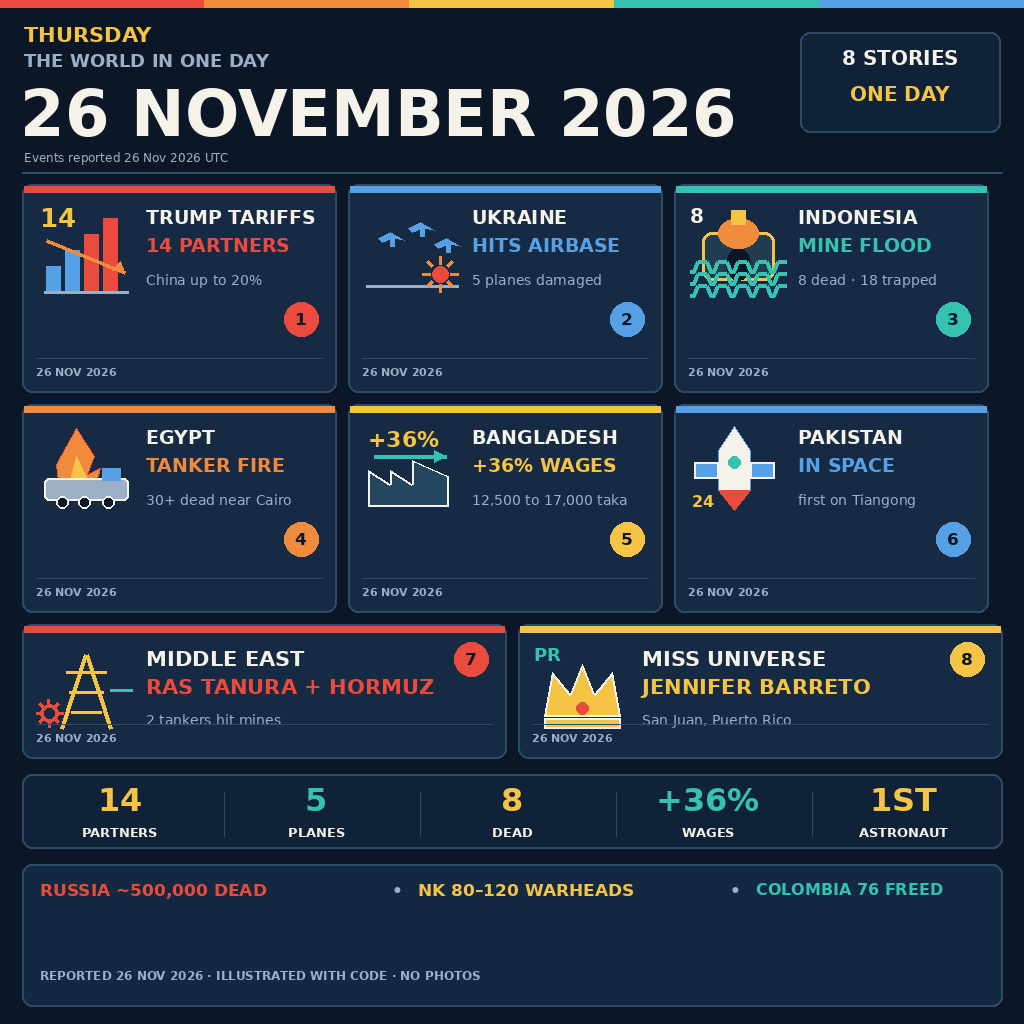 THURSDAY
THE WORLD IN ONE DAY
26 NOVEMBER 2026
Events reported 26 Nov 2026 UTC
8 STORIES
ONE DAY
14
TRUMP TARIFFS
14 PARTNERS
China up to 20%
1
26 NOV 2026
UKRAINE
HITS AIRBASE
5 planes damaged
2
26 NOV 2026
8
INDONESIA
MINE FLOOD
8 dead · 18 trapped
3
26 NOV 2026
EGYPT
TANKER FIRE
30+ dead near Cairo
4
26 NOV 2026
+36%
BANGLADESH
+36% WAGES
12,500 to 17,000 taka
5
26 NOV 2026
24
PAKISTAN
IN SPACE
first on Tiangong
6
26 NOV 2026
MIDDLE EAST
RAS TANURA + HORMUZ
2 tankers hit mines
7
26 NOV 2026
PR
MISS UNIVERSE
JENNIFER BARRETO
San Juan, Puerto Rico
8
26 NOV 2026
14
PARTNERS
5
PLANES
8
DEAD
+36%
WAGES
1ST
ASTRONAUT
RUSSIA ~500,000 DEAD • NK 80–120 WARHEADS • COLOMBIA 76 FREED
REPORTED 26 NOV 2026 · ILLUSTRATED WITH CODE · NO PHOTOS